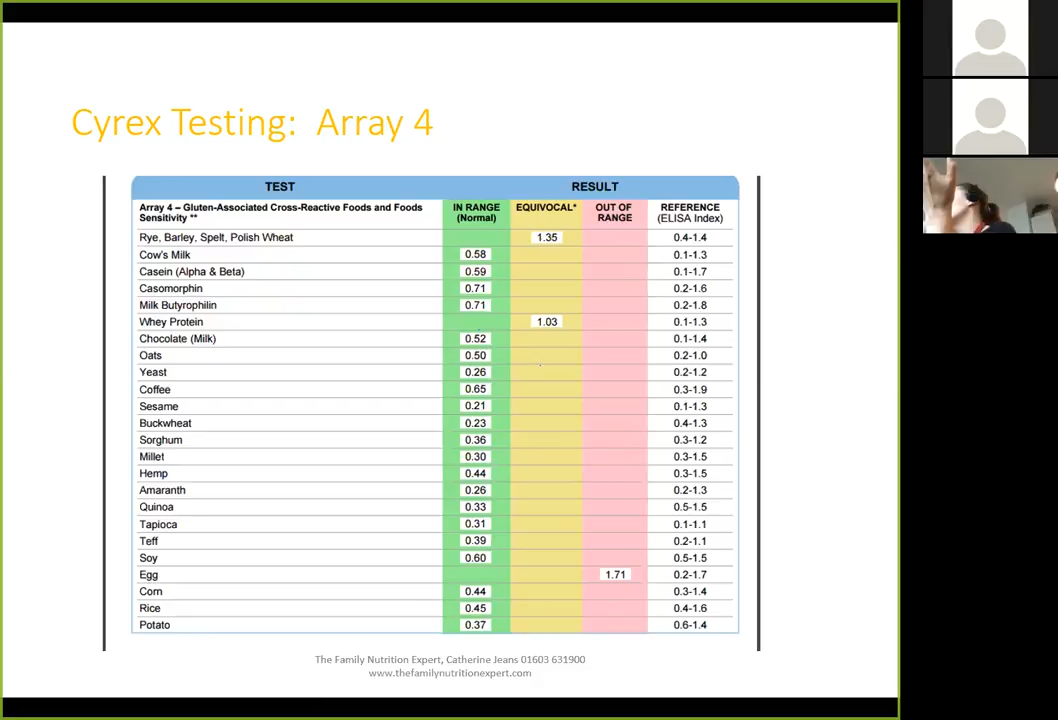 Cyrex Testing: Array 4
TEST RESULT
Array 4 – Gluten-Associated Cross-Reactive Foods and Foods Sensitivity ** IN RANGE (Normal) EQUIVOCAL* OUT OF RANGE REFERENCE (ELISA Index)
Rye, Barley, Spelt, Polish Wheat 1.35 0.4-1.4
Cow's Milk 0.58 0.1-1.3
Casein (Alpha & Beta) 0.59 0.1-1.7
Casomorphin 0.71 0.2-1.6
Milk Butyrophilin 0.71 0.2-1.8
Whey Protein 1.03 0.1-1.3
Chocolate (Milk) 0.52 0.1-1.4
Oats 0.50 0.2-1.0
Yeast 0.26 0.2-1.2
Coffee 0.65 0.3-1.9
Sesame 0.21 0.1-1.3
Buckwheat 0.23 0.4-1.3
Sorghum 0.36 0.3-1.2
Millet 0.30 0.3-1.5
Hemp 0.44 0.3-1.5
Amaranth 0.26 0.2-1.3
Quinoa 0.33 0.5-1.5
Tapioca 0.31 0.1-1.1
Teff 0.39 0.2-1.1
Soy 0.60 0.5-1.5
Egg 1.71 0.2-1.7
Corn 0.44 0.3-1.4
Rice 0.45 0.4-1.6
Potato 0.37 0.6-1.4
The Family Nutrition Expert, Catherine Jeans 01603 631900
www.thefamilynutritionexpert.com